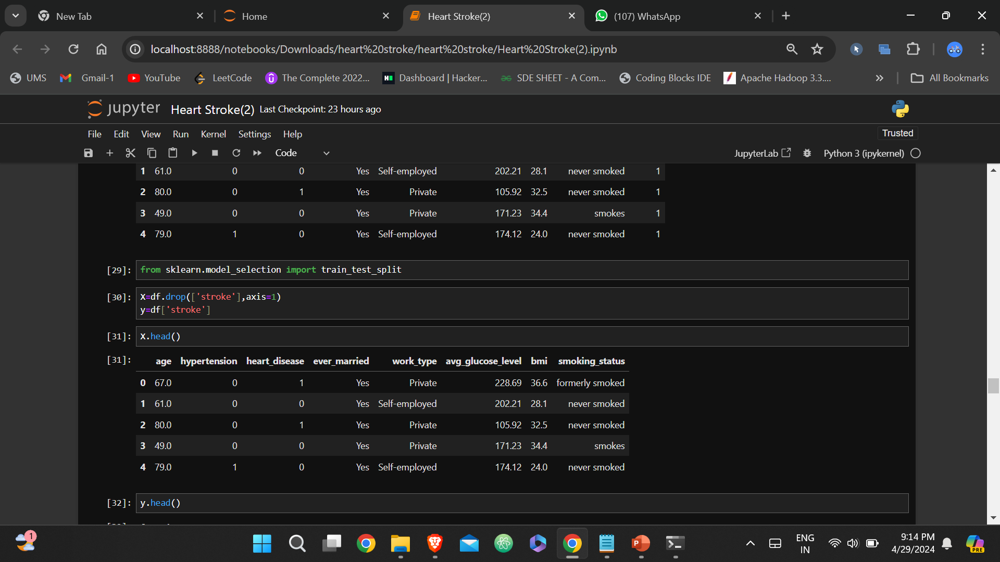 New Tab
Home
Heart Stroke(2)
(107) WhatsApp
localhost:8888/notebooks/Downloads/heart%20stroke/heart%20stroke/Heart%20Stroke(2).ipynb
UMS
Gmail-1
YouTube
LeetCode
The Complete 2022...
Dashboard | Hacker...
SDE SHEET - A Com...
Coding Blocks IDE
Apache Hadoop 3.3....
All Bookmarks
jupyter Heart Stroke(2) Last Checkpoint: 23 hours ago
File Edit View Run Kernel Settings Help
Trusted
Code
JupyterLab
Python 3 (ipykernel)
1 61.0 0 0 Yes Self-employed 202.21 28.1 never smoked 1
2 80.0 0 1 Yes Private 105.92 32.5 never smoked 1
3 49.0 0 0 Yes Private 171.23 34.4 smokes 1
4 79.0 1 0 Yes Self-employed 174.12 24.0 never smoked 1
[29]: from sklearn.model_selection import train_test_split
[30]: X=df.drop(['stroke'],axis=1)
y=df['stroke']
[31]: X.head()
[31]: age hypertension heart_disease ever_married work_type avg_glucose_level bmi smoking_status
0 67.0 0 1 Yes Private 228.69 36.6 formerly smoked
1 61.0 0 0 Yes Self-employed 202.21 28.1 never smoked
2 80.0 0 1 Yes Private 105.92 32.5 never smoked
3 49.0 0 0 Yes Private 171.23 34.4 smokes
4 79.0 1 0 Yes Self-employed 174.12 24.0 never smoked
[32]: y.head()
1
ENG
IN
9:14 PM
4/29/2024
PRE